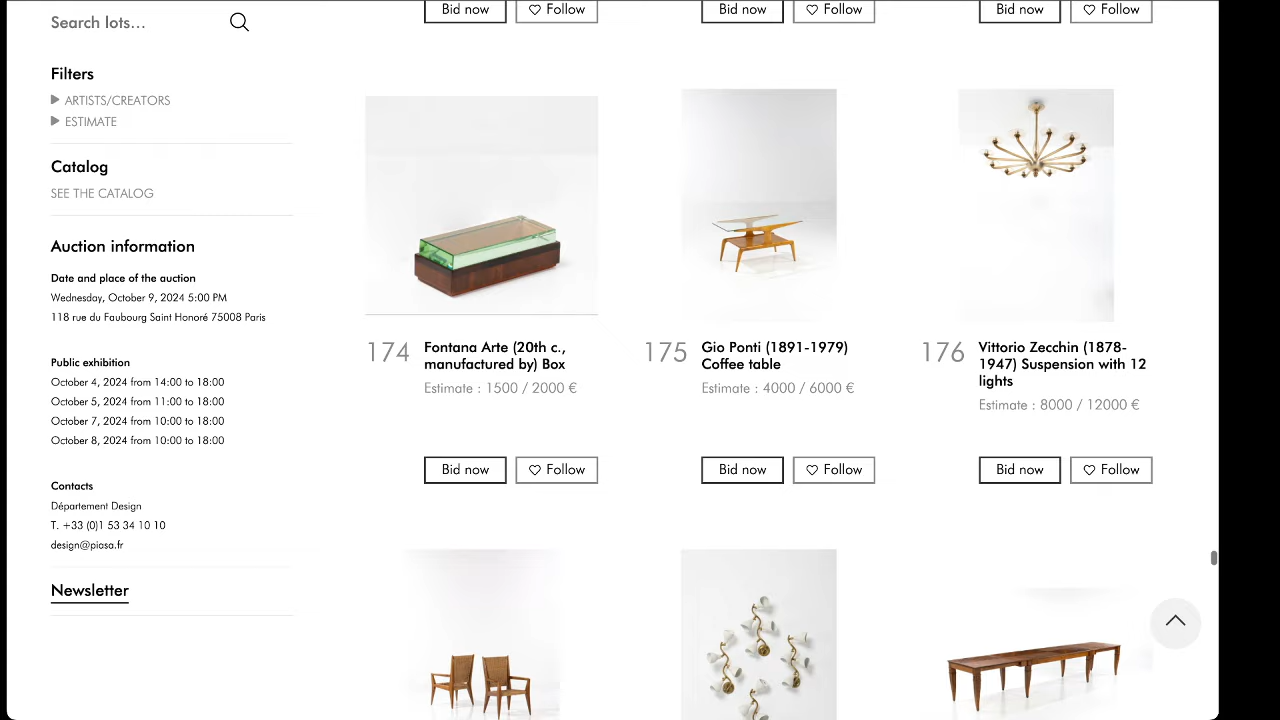 Search lots...
Bid now
Follow
Bid now
Follow
Bid now
Follow
Filters
ARTISTS/CREATORS
ESTIMATE
Catalog
SEE THE CATALOG
Auction information
Date and place of the auction
Wednesday, October 9, 2024 5:00 PM
118 rue du Faubourg Saint Honoré 75008 Paris
Public exhibition
October 4, 2024 from 14:00 to 18:00
October 5, 2024 from 11:00 to 18:00
October 7, 2024 from 10:00 to 18:00
October 8, 2024 from 10:00 to 18:00
Contacts
Département Design
T. +33 (0)1 53 34 10 10
design@piasa.fr
Newsletter
174
Fontana Arte (20th c.,
manufactured by) Box
Estimate : 1500 / 2000 €
Bid now
Follow
175
Gio Ponti (1891-1979)
Coffee table
Estimate : 4000 / 6000 €
Bid now
Follow
176
Vittorio Zecchin (1878-
1947) Suspension with 12
lights
Estimate : 8000 / 12000 €
Bid now
Follow